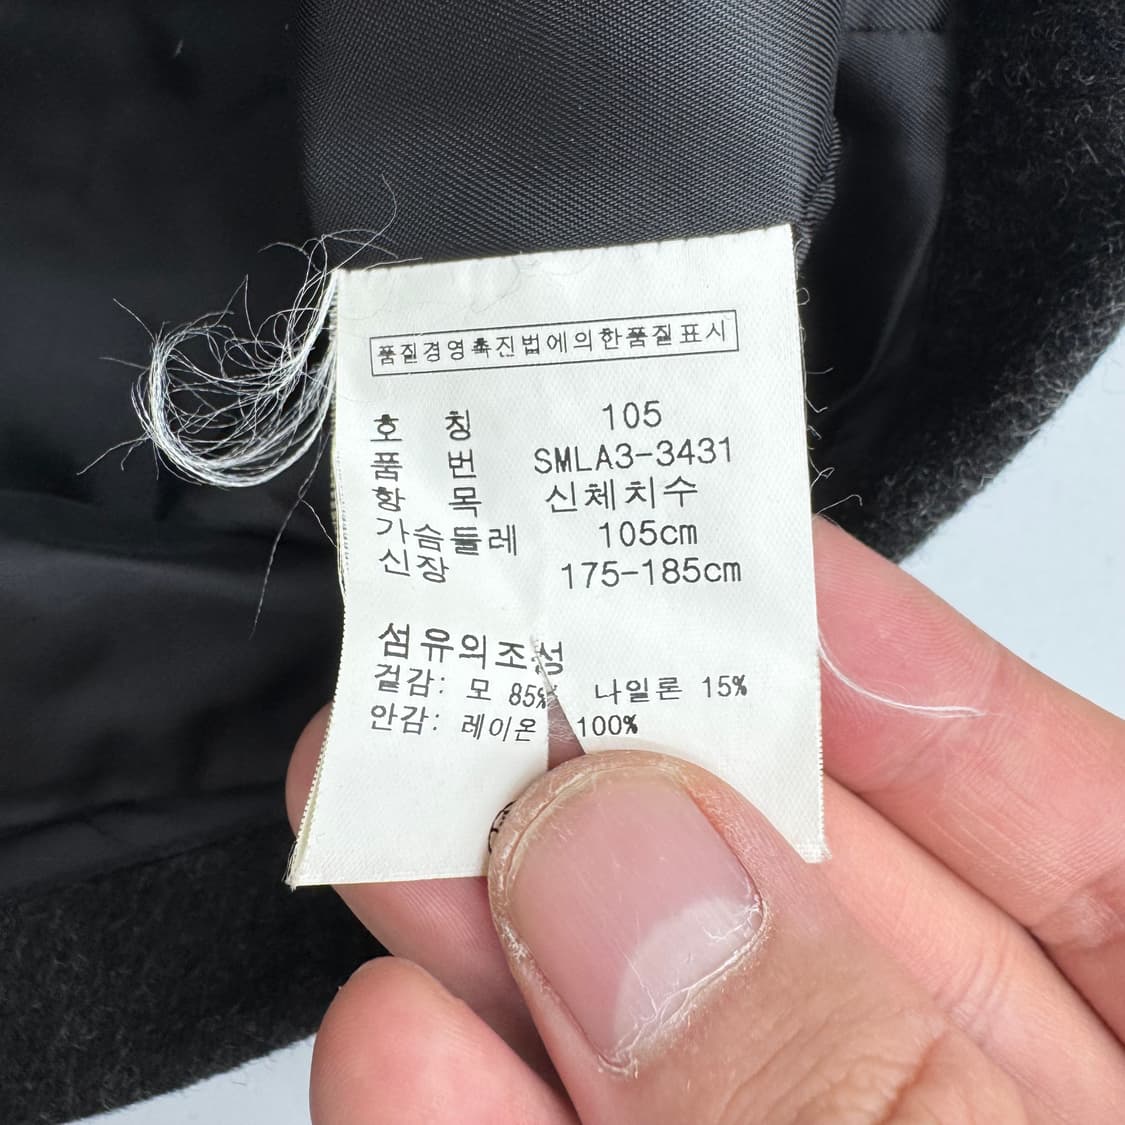 품질경영촉진법에의한품질표시
호 칭 105
품 번 SMLA3-3431
항 목 신체치수
가슴둘레 105cm
신장 175-185cm
섬유의조성
겉감: 모 85% 나일론 15%
안감: 레이온 100%